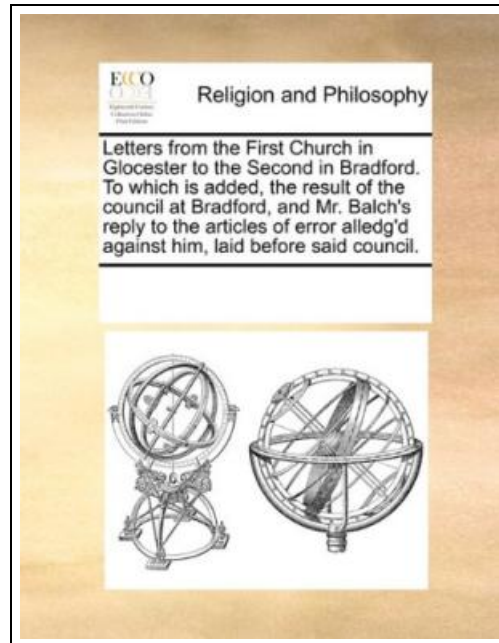 ECCO
Religion and Philosophy
Letters from the First Church in
Glocester to the Second in Bradford.
To which is added, the result of the
council at Bradford, and Mr. Balch's
reply to the articles of error alledg'd
against him, laid before said council.